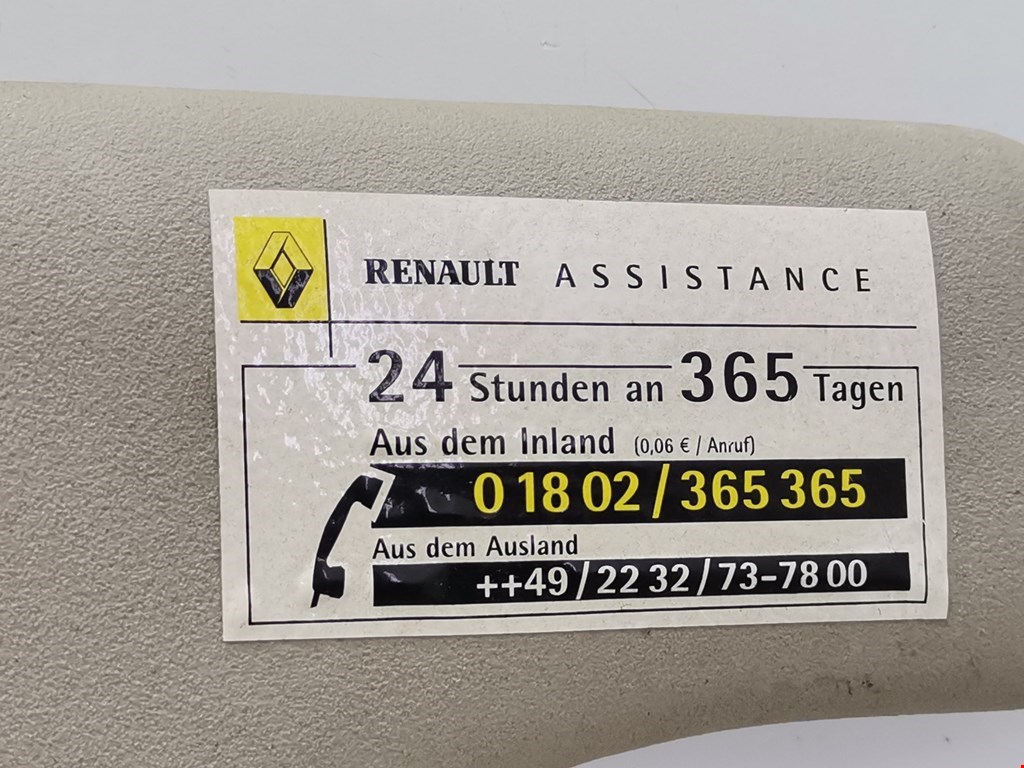 RENAULT ASSISTANCE
24 Stunden an 365 Tagen
Aus dem Inland (0,06 € / Anruf)
0 18 02 / 365 365
Aus dem Ausland
++49 / 22 32 / 73-78 00